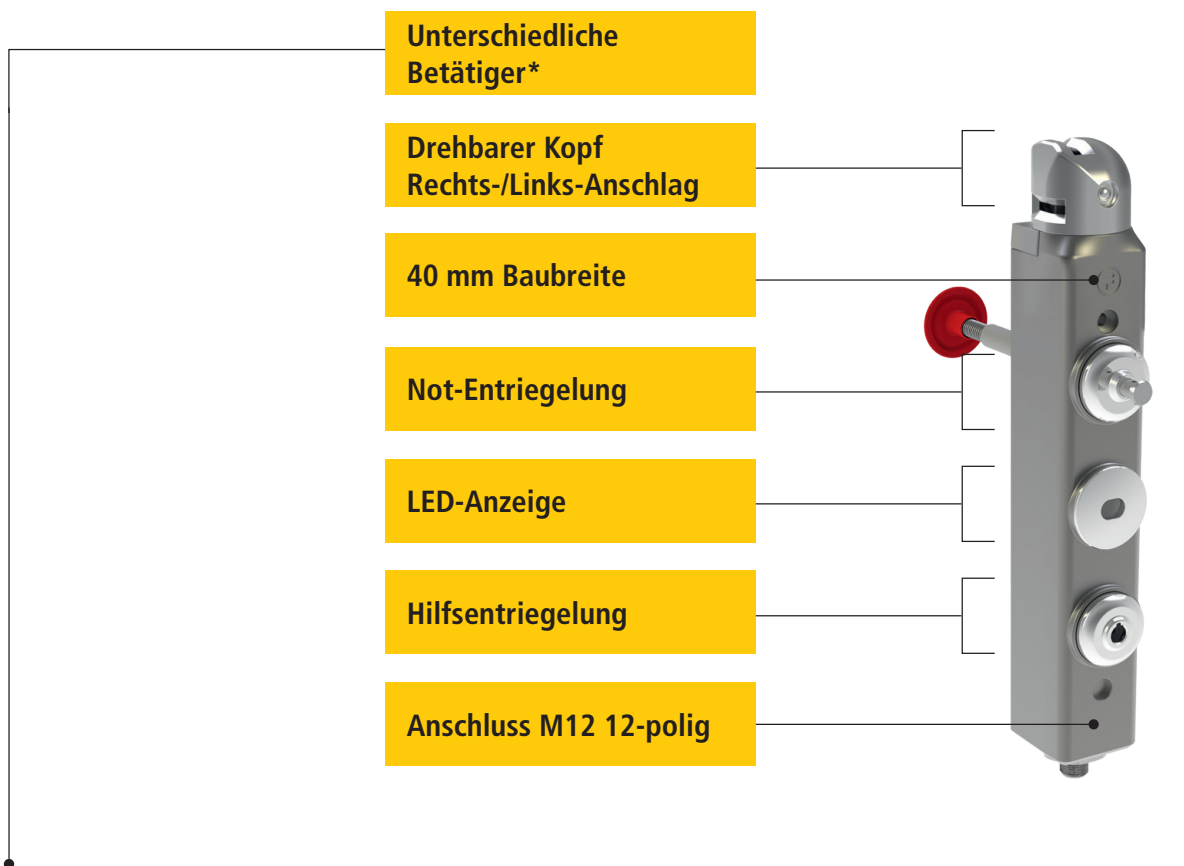 Unterschiedliche
Betätiger*
Drehbarer Kopf
Rechts-/Links-Anschlag
40 mm Baubreite
Not-Entriegelung
LED-Anzeige
Hilfsentriegelung
Anschluss M12 12-polig